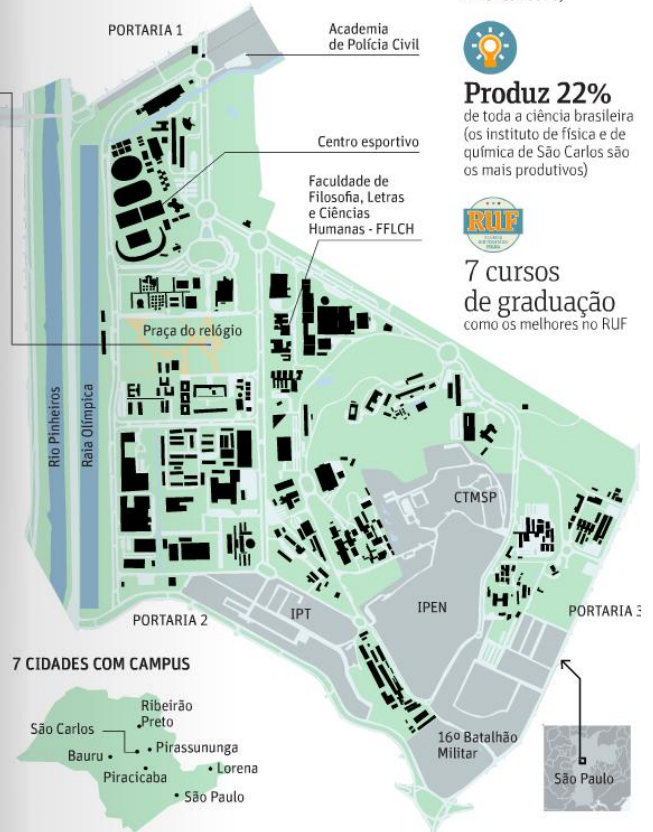 PORTARIA 1
Academia
de Polícia Civil
Produz 22%
de toda a ciência brasileira
(os instituto de física e de
química de São Carlos são
os mais produtivos)
Centro esportivo
Faculdade de
Filosofia, Letras
e Ciências
Humanas - FFLCH
RUF
7 cursos
de graduação
como os melhores no RUF
Praça do relógio
Rio Pinheiros
Raia Olímpica
CTMSP
IPEN
IPT
PORTARIA 2
PORTARIA 3
16º Batalhão
Militar
São Paulo
7 CIDADES COM CAMPUS
Ribeirão
Preto
São Carlos
Pirassununga
Bauru
Lorena
Piracicaba
São Paulo